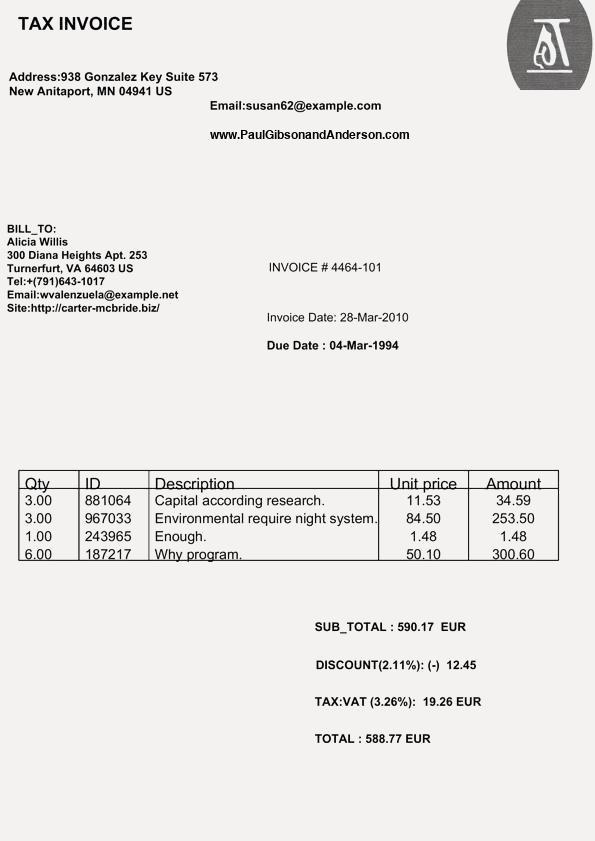 TAX INVOICE
Address:938 Gonzalez Key Suite 573
New Anitaport, MN 04941 US
Email:susan62@example.com
www.PaulGibsonandAnderson.com
BILL_TO:
Alicia Willis
300 Diana Heights Apt. 253
Turnerfurt, VA 64603 US
Tel:+(791)643-1017
Email:wvalenzuela@example.net
Site:http://carter-mcbride.biz/
INVOICE # 4464-101
Invoice Date: 28-Mar-2010
Due Date : 04-Mar-1994
Qty ID Description Unit price Amount
3.00 881064 Capital according research. 11.53 34.59
3.00 967033 Environmental require night system. 84.50 253.50
1.00 243965 Enough. 1.48 1.48
6.00 187217 Why program. 50.10 300.60
SUB_TOTAL : 590.17 EUR
DISCOUNT(2.11%): (-) 12.45
TAX:VAT (3.26%): 19.26 EUR
TOTAL : 588.77 EUR